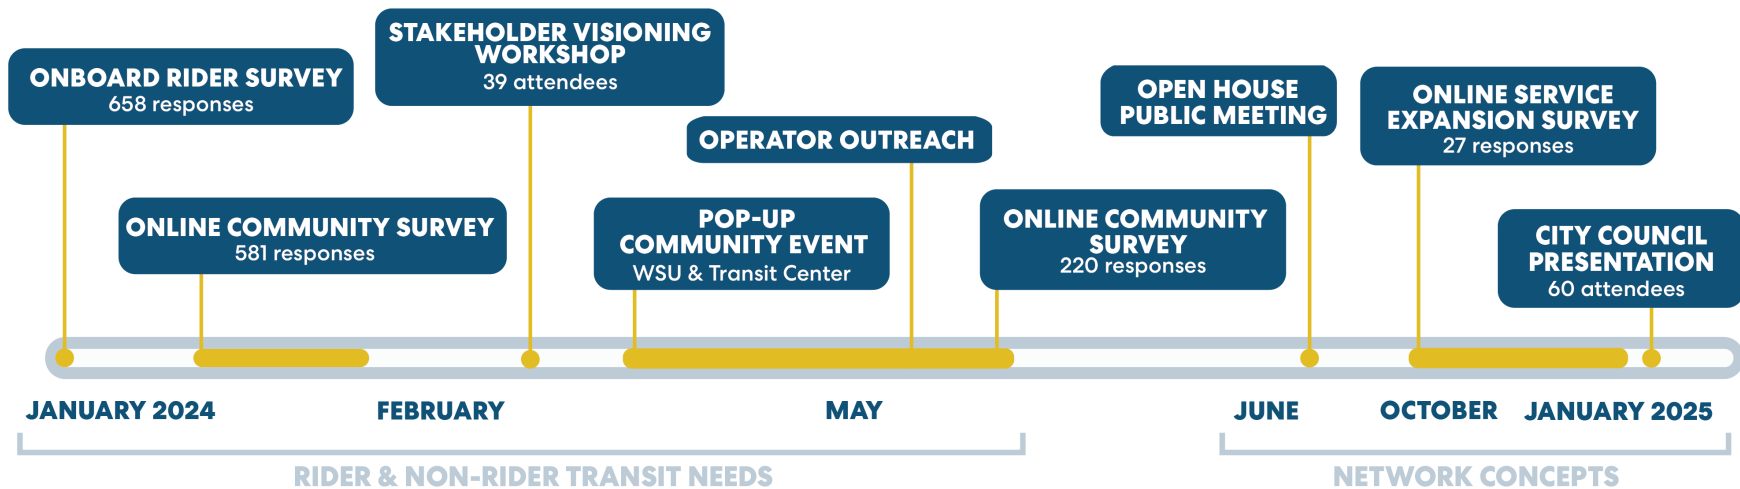 ONBOARD RIDER SURVEY
658 responses
STAKEHOLDER VISIONING
WORKSHOP
39 attendees
OPERATOR OUTREACH
OPEN HOUSE
PUBLIC MEETING
ONLINE SERVICE
EXPANSION SURVEY
27 responses
ONLINE COMMUNITY SURVEY
581 responses
POP-UP
COMMUNITY EVENT
WSU & Transit Center
ONLINE COMMUNITY
SURVEY
220 responses
CITY COUNCIL
PRESENTATION
60 attendees
JANUARY 2024
FEBRUARY
MAY
JUNE
OCTOBER
JANUARY 2025
RIDER & NON-RIDER TRANSIT NEEDS
NETWORK CONCEPTS